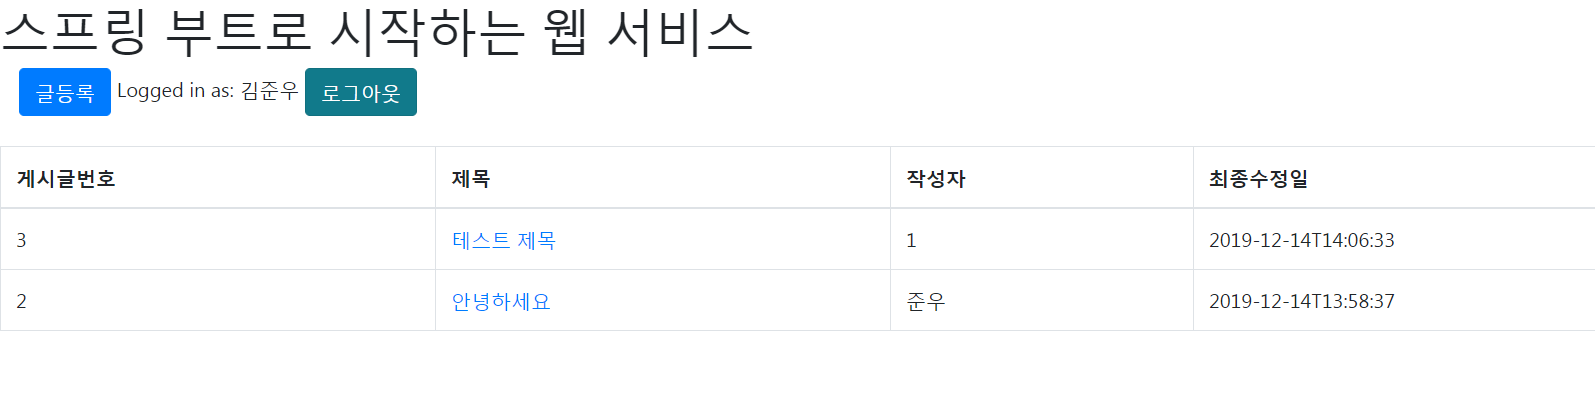 스프링 부트로 시작하는 웹 서비스
글등록 Logged in as: 김준우 로그아웃
게시글번호 제목 작성자 최종수정일
3 테스트 제목 1 2019-12-14T14:06:33
2 안녕하세요 준우 2019-12-14T13:58:37